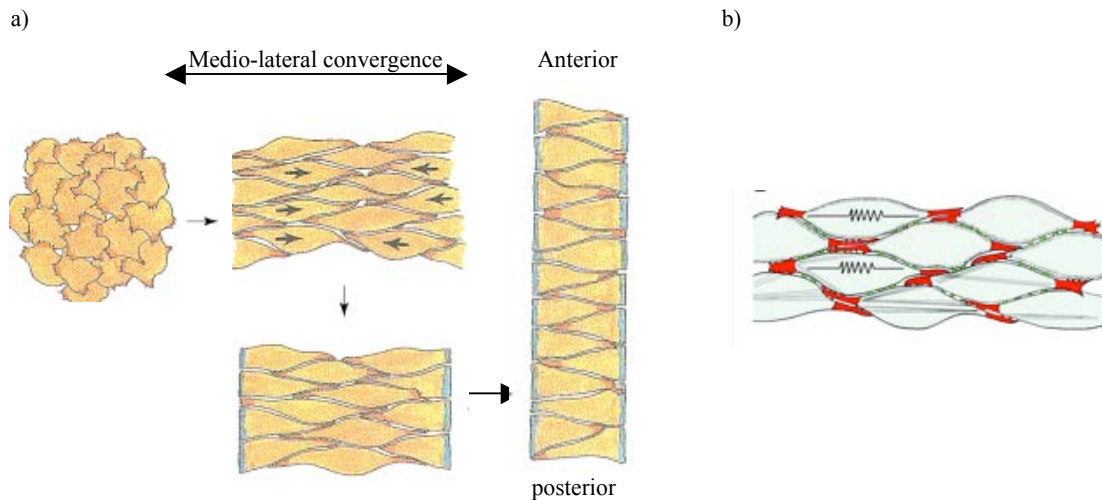 a)
b)
Medio-lateral convergence
Anterior
posterior